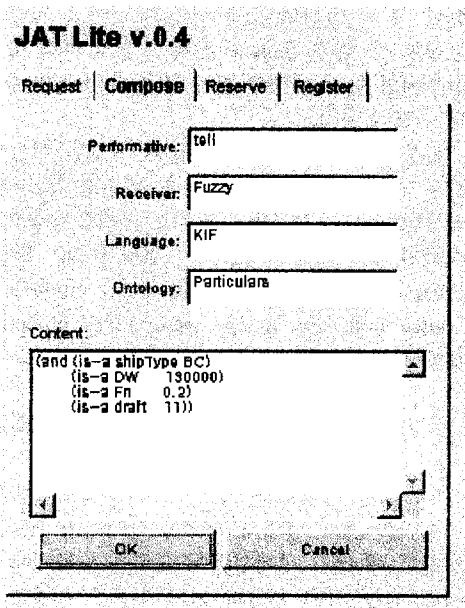 JAT Lite v.0.4
Request | Compose | Reserve | Register |
Performative: tell
Receiver: Fuzzy
Language: KIF
Ontology: Particulars
Content:
(and (is-a shipType BC)
(is-a DW 130000)
(is-a Fn 0.2)
(is-a draft 11))
OK Cancel